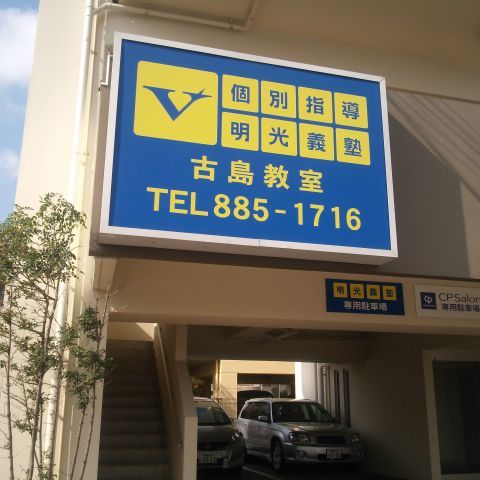 個別指導
明光義塾
古島教室
TEL 885-1716
明光義塾
専用駐車場
CP Salon
専用駐車場